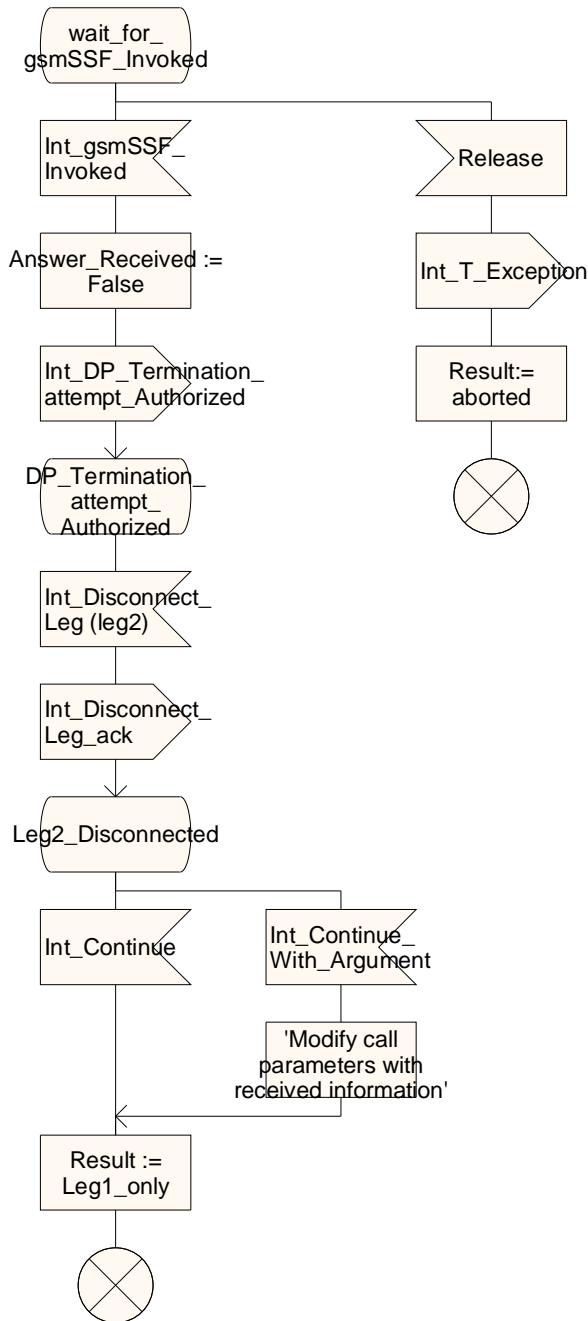 wait_for_
gsmSSF_Invoked
Int_gsmSSF_
Invoked
Release
Answer_Received :=
False
Int_T_Exception
Int_DP_Termination_
attempt_Authorized
Result:=
aborted
DP_Termination_
attempt_
Authorized
Int_Disconnect_
Leg (leg2)
Int_Disconnect_
Leg_ack
Leg2_Disconnected
Int_Continue
Int_Continue_
With_Argument
'Modify call
parameters with
received information'
Result :=
Leg1_only